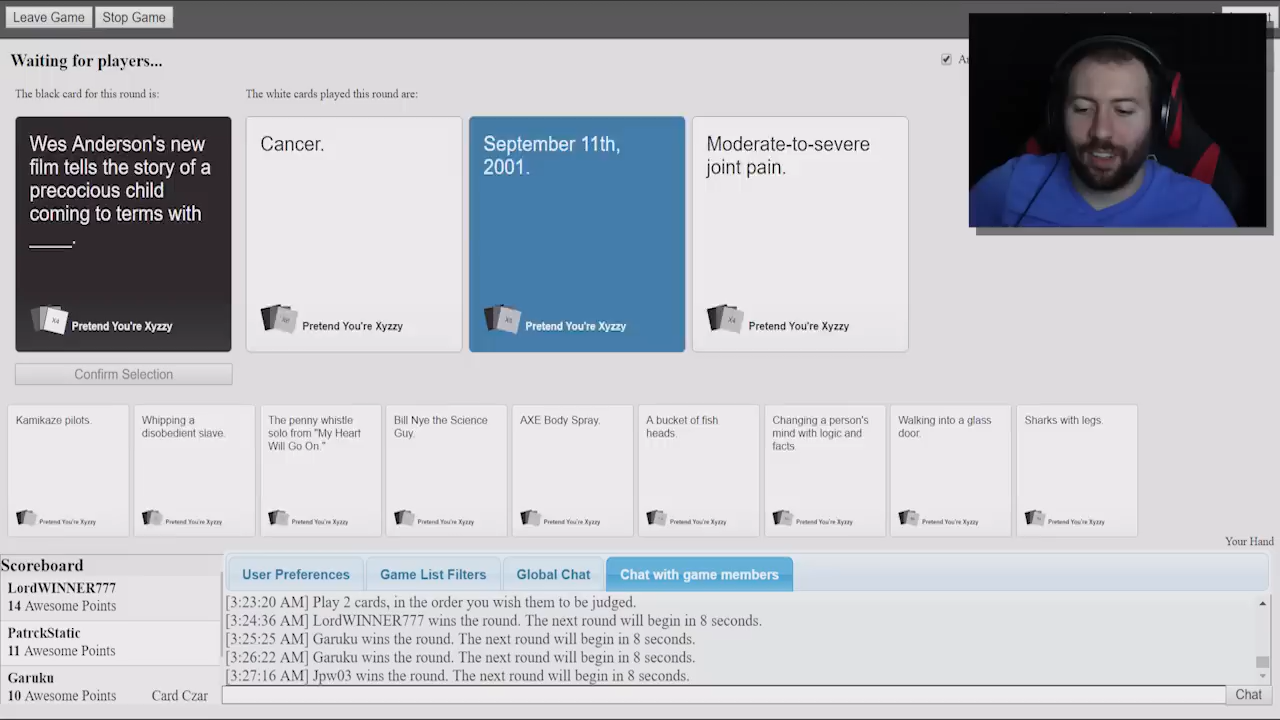 Leave Game
Stop Game
Waiting for players...
The black card for this round is:
The white cards played this round are:
Wes Anderson's new
film tells the story of a
precocious child
coming to terms with
_____.
Pretend You're Xyzzy
Cancer.
Pretend You're Xyzzy
September 11th,
2001.
Pretend You're Xyzzy
Moderate-to-severe
joint pain.
Pretend You're Xyzzy
Confirm Selection
Kamikaze pilots.
Pretend You're Xyzzy
Whipping a
disobedient slave.
Pretend You're Xyzzy
The penny whistle
solo from "My Heart
Will Go On."
Pretend You're Xyzzy
Bill Nye the Science
Guy.
Pretend You're Xyzzy
AXE Body Spray.
Pretend You're Xyzzy
A bucket of fish
heads.
Pretend You're Xyzzy
Changing a person's
mind with logic and
facts.
Pretend You're Xyzzy
Walking into a glass
door.
Pretend You're Xyzzy
Sharks with legs.
Pretend You're Xyzzy
Your Hand
Scoreboard
LordWINNER777
14 Awesome Points
PatrckStatic
11 Awesome Points
Garuku
10 Awesome Points Card Czar
User Preferences
Game List Filters
Global Chat
Chat with game members
[3:23:20 AM] Play 2 cards, in the order you wish them to be judged.
[3:24:36 AM] LordWINNER777 wins the round. The next round will begin in 8 seconds.
[3:25:25 AM] Garuku wins the round. The next round will begin in 8 seconds.
[3:26:22 AM] Garuku wins the round. The next round will begin in 8 seconds.
[3:27:16 AM] Jpw03 wins the round. The next round will begin in 8 seconds.
Chat